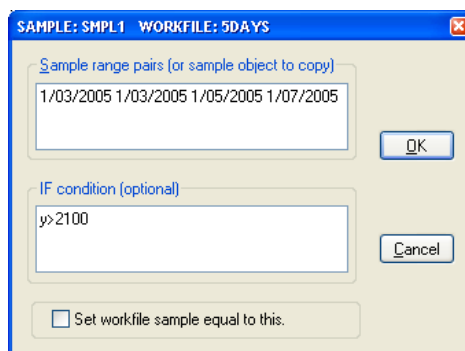 SAMPLE: SMPL1 WORKFILE: 5DAYS
Sample range pairs (or sample object to copy)
1/03/2005 1/03/2005 1/05/2005 1/07/2005
OK
IF condition (optional)
y>2100
Cancel
Set workfile sample equal to this.